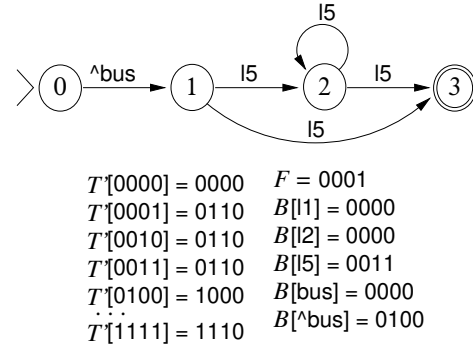 l5
^bus l5 l5
0 1 2 3
l5
T'[0000] = 0000 F = 0001
T'[0001] = 0110 B[l1] = 0000
T'[0010] = 0110 B[l2] = 0000
T'[0011] = 0110 B[l5] = 0011
T'[0100] = 1000 B[bus] = 0000
. . .
T'[1111] = 1110 B[^bus] = 0100